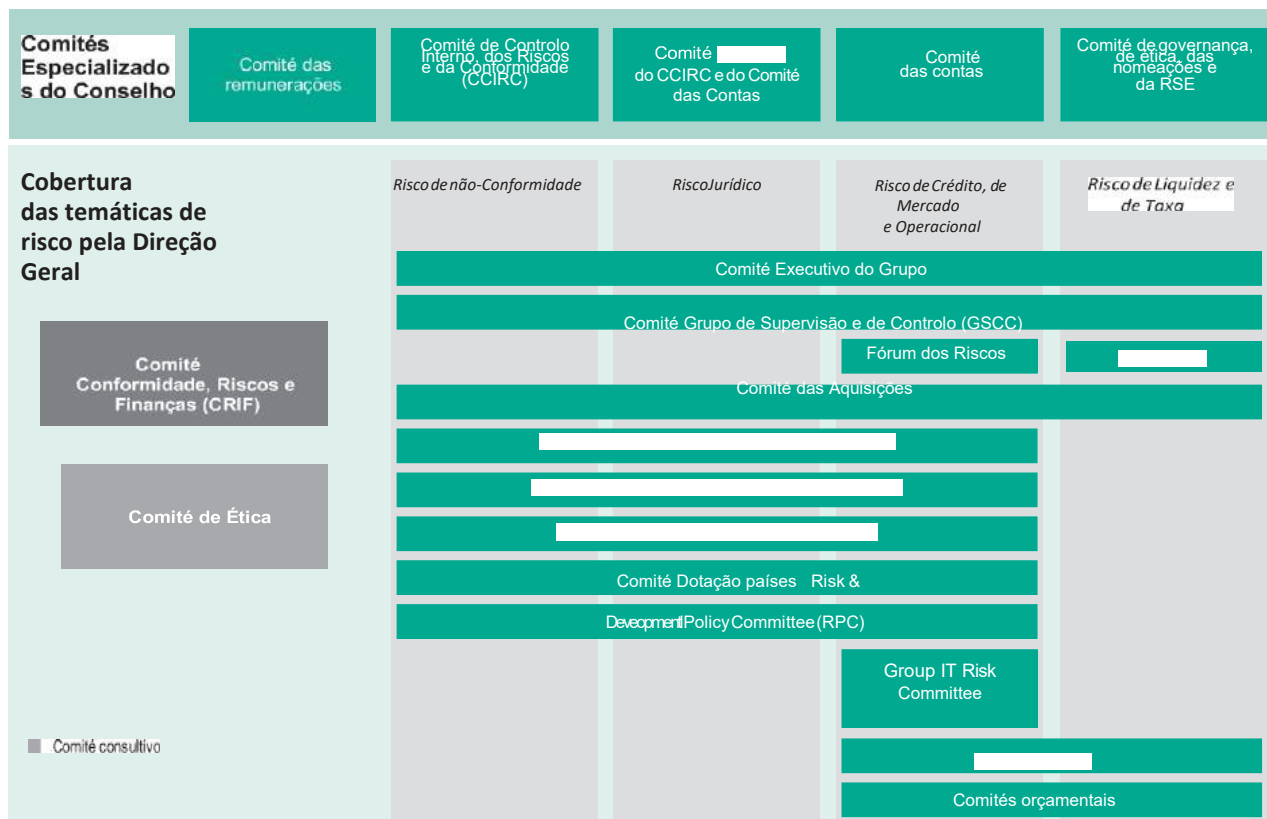 Comités
Especializado
s do Conselho
Comité das
remunerações
Comité de Controlo
Interno, dos Riscos
e da Conformidade
(CCIRC)
Comité
do CCIRC e do Comité
das Contas
Comité
das contas
Comité de governança,
de ética, das
nomeações e
da RSE
Cobertura
das temáticas de
risco pela Direção
Geral
Risco de não-Conformidade
Risco Jurídico
Risco de Crédito, de
Mercado
e Operacional
Risco de Liquidez e
de Taxa
Comité Executivo do Grupo
Comité Grupo de Supervisão e de Controlo (GSCC)
Fórum dos Riscos
Comité
Conformidade, Riscos e
Finanças (CRIF)
Comité das Aquisições
Comité de Ética
Comité Dotação países Risk &
Policy Committee (RPC)
Group IT Risk
Committee
Comité consultivo
Comités orçamentais